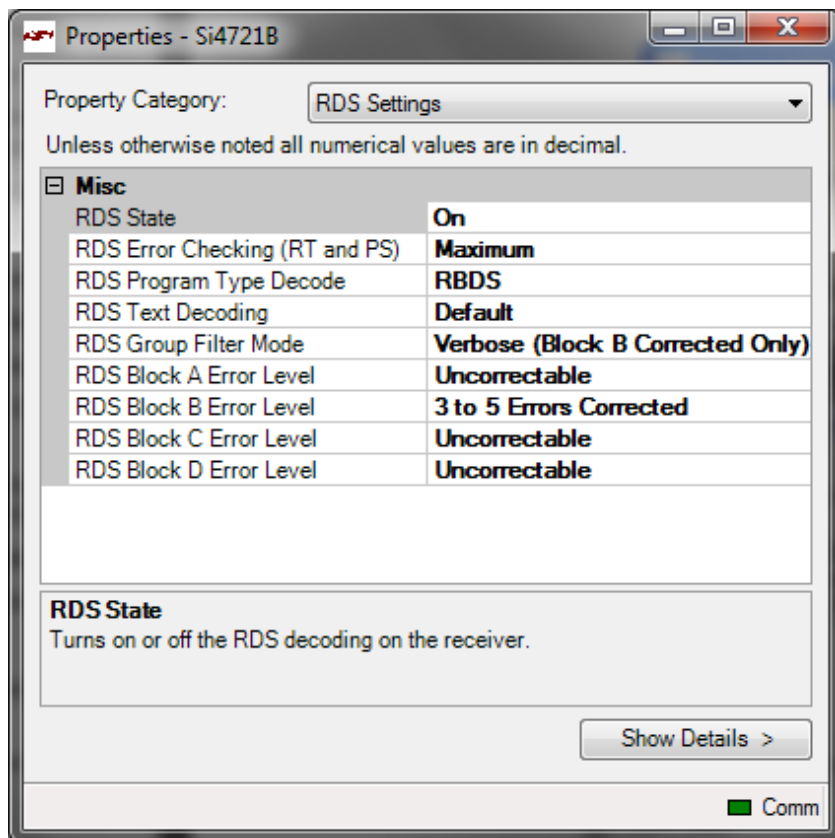 Properties - Si4721B
Property Category: RDS Settings
Unless otherwise noted all numerical values are in decimal.
Misc
RDS State On
RDS Error Checking (RT and PS) Maximum
RDS Program Type Decode RBDS
RDS Text Decoding Default
RDS Group Filter Mode Verbose (Block B Corrected Only)
RDS Block A Error Level Uncorrectable
RDS Block B Error Level 3 to 5 Errors Corrected
RDS Block C Error Level Uncorrectable
RDS Block D Error Level Uncorrectable
RDS State
Turns on or off the RDS decoding on the receiver.
Show Details >
Comm